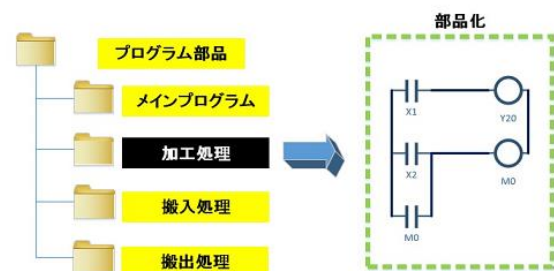 部品化
プログラム部品
メインプログラム
加工処理
搬入処理
搬出処理
X1
Y20
X2
M0
M0